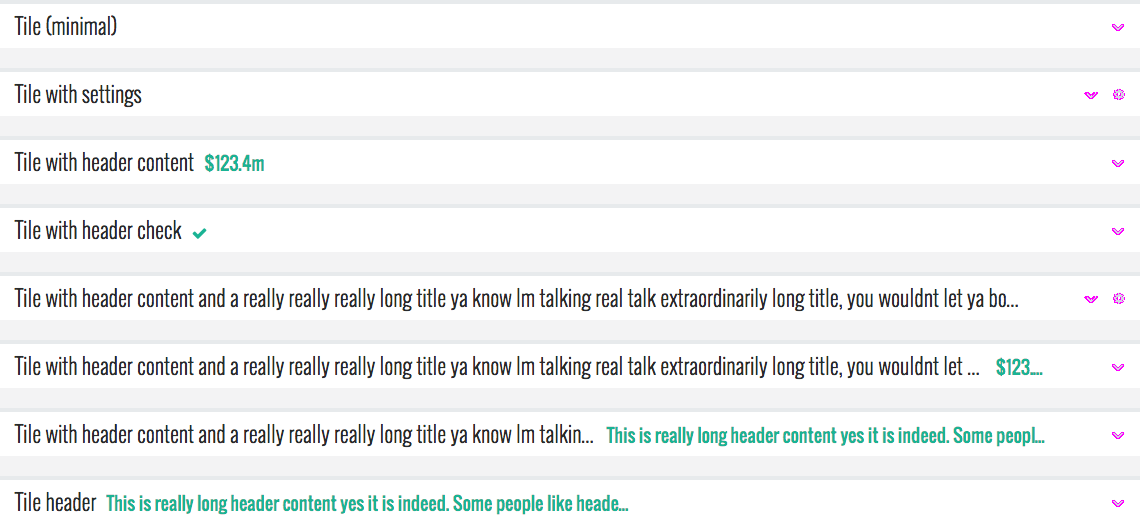 Tile (minimal)
Tile with settings
Tile with header content $123.4m
Tile with header check
Tile with header content and a really really really long title ya know Im talking real talk extraordinarily long title, you wouldnt let ya bo...
Tile with header content and a really really really long title ya know Im talking real talk extraordinarily long title, you wouldnt let ... $123....
Tile with header content and a really really really long title ya know Im talkin... This is really long header content yes it is indeed. Some peopl...
Tile header This is really long header content yes it is indeed. Some people like heade...